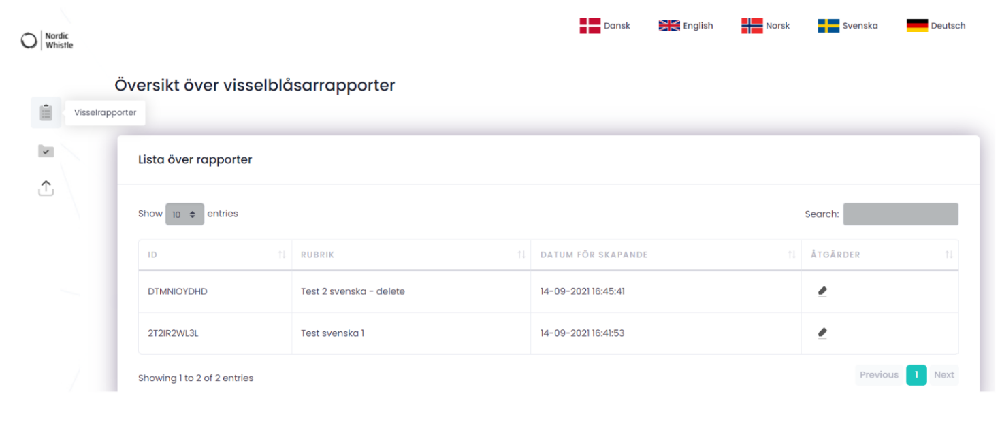 Nordic
Whistle
Dansk English Norsk Svenska Deutsch
Översikt över visselblåsarrapporter
Visselrapporter
Lista över rapporter
Show 10 entries Search:
ID RUBRIK DATUM FÖR SKAPANDE ÅTGÄRDER
DTMNIOYDHD Test 2 svenska - delete 14-09-2021 16:45:41
2T2IR2WL3L Test svenska 1 14-09-2021 16:41:53
Showing 1 to 2 of 2 entries Previous 1 Next